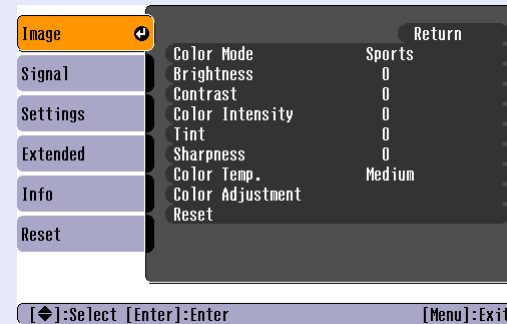 Image
Signal
Settings
Extended
Info
Reset
Return
Color Mode Sports
Brightness 0
Contrast 0
Color Intensity 0
Tint 0
Sharpness 0
Color Temp. Medium
Color Adjustment
Reset
[◆]:Select [Enter]:Enter [Menu]:Exit